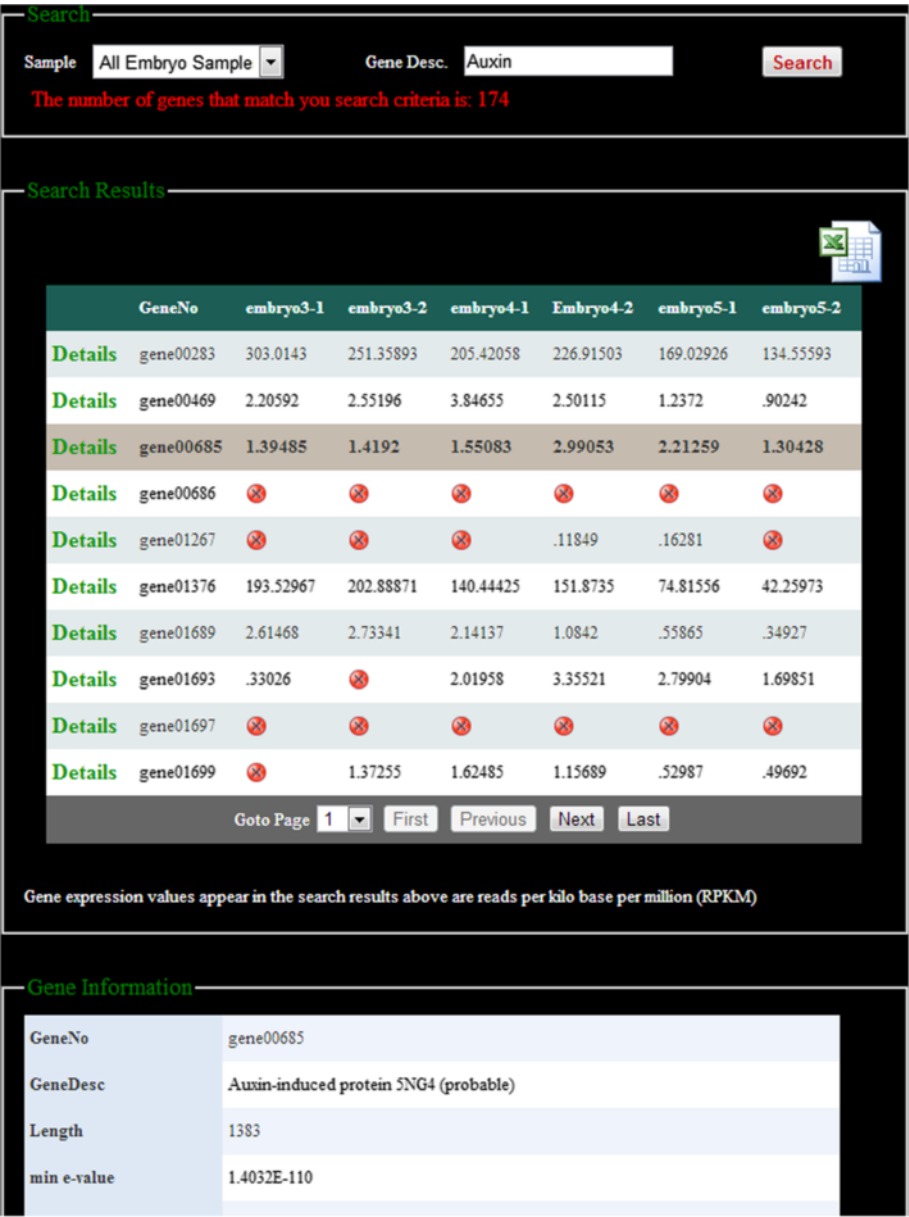 Search
Sample All Embryo Sample Gene Desc. Auxin Search
The number of genes that match you search criteria is: 174
Search Results
GeneNo embryo3-1 embryo3-2 embryo4-1 Embryo4-2 embryo5-1 embryo5-2
Details gene00283 303.0143 251.35893 205.42058 226.91503 169.02926 134.55593
Details gene00469 2.20592 2.55196 3.84655 2.50115 1.2372 .90242
Details gene00685 1.39485 1.4192 1.55083 2.99053 2.21259 1.30428
Details gene00686
Details gene01267 .11849 .16281
Details gene01376 193.52967 202.88871 140.44425 151.8735 74.81556 42.25973
Details gene01689 2.61468 2.73341 2.14137 1.0842 .55865 .34927
Details gene01693 .33026 2.01958 3.35521 2.79904 1.69851
Details gene01697
Details gene01699 1.37255 1.62485 1.15689 .52987 .49692
Goto Page 1 First Previous Next Last
Gene expression values appear in the search results above are reads per kilo base per million (RPKM)
Gene Information
GeneNo gene00685
GeneDesc Auxin-induced protein 5NG4 (probable)
Length 1383
min e-value 1.4032E-110